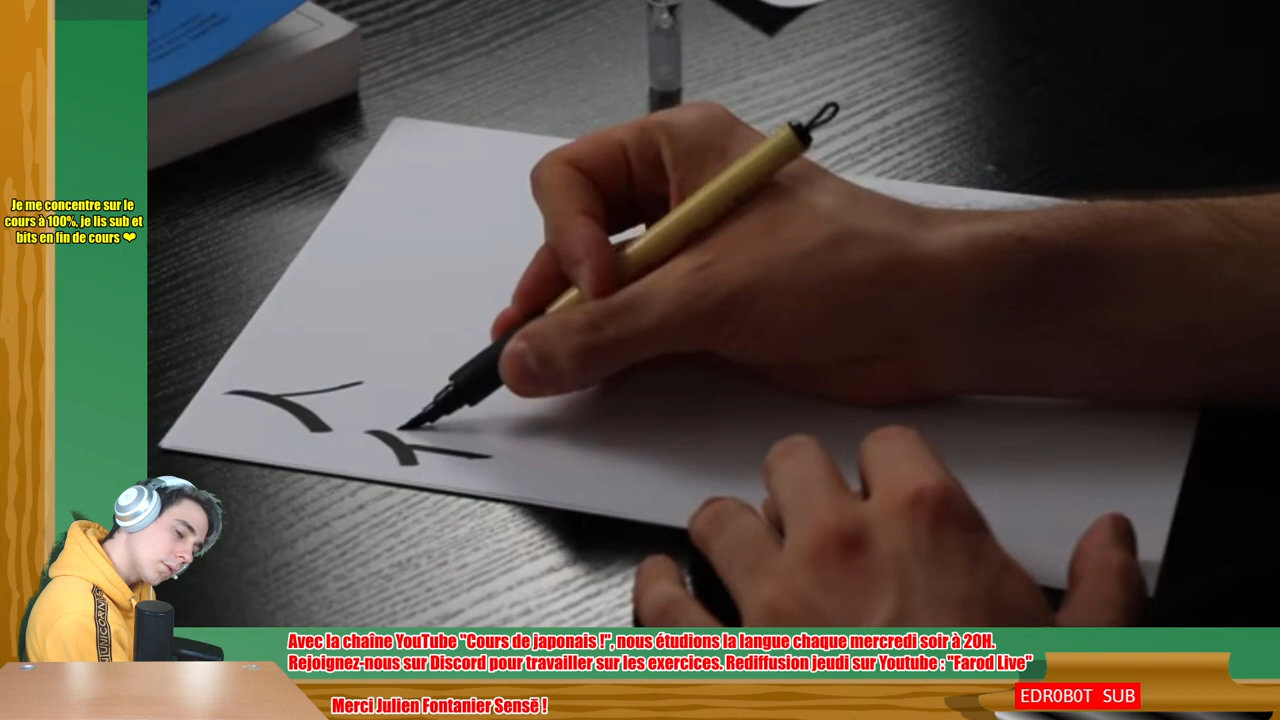 Je me concentre sur le
cours à 100%, je lis sub et
bits en fin de cours ❤
Avec la chaîne YouTube "Cours de japonais !", nous étudions la langue chaque mercredi soir à 20H.
Rejoignez-nous sur Discord pour travailler sur les exercices. Rediffusion jeudi sur Youtube : "Farod Live"
Merci Julien Fontanier Sensē !
EDR0B0T SUB